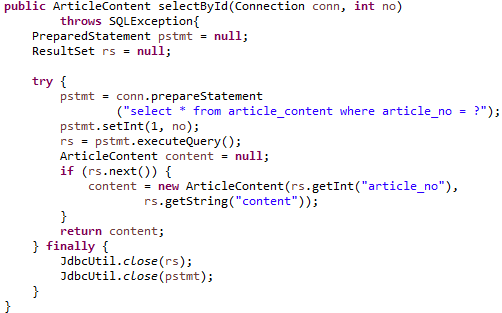 public ArticleContent selectById(Connection conn, int no)
        throws SQLException{
    PreparedStatement pstmt = null;
    ResultSet rs = null;

    try {
        pstmt = conn.prepareStatement
                ("select * from article_content where article_no = ?");
        pstmt.setInt(1, no);
        rs = pstmt.executeQuery();
        ArticleContent content = null;
        if (rs.next()) {
            content = new ArticleContent(rs.getInt("article_no"),
                    rs.getString("content"));
        }
        return content;
    } finally {
        JdbcUtil.close(rs);
        JdbcUtil.close(pstmt);
    }
}